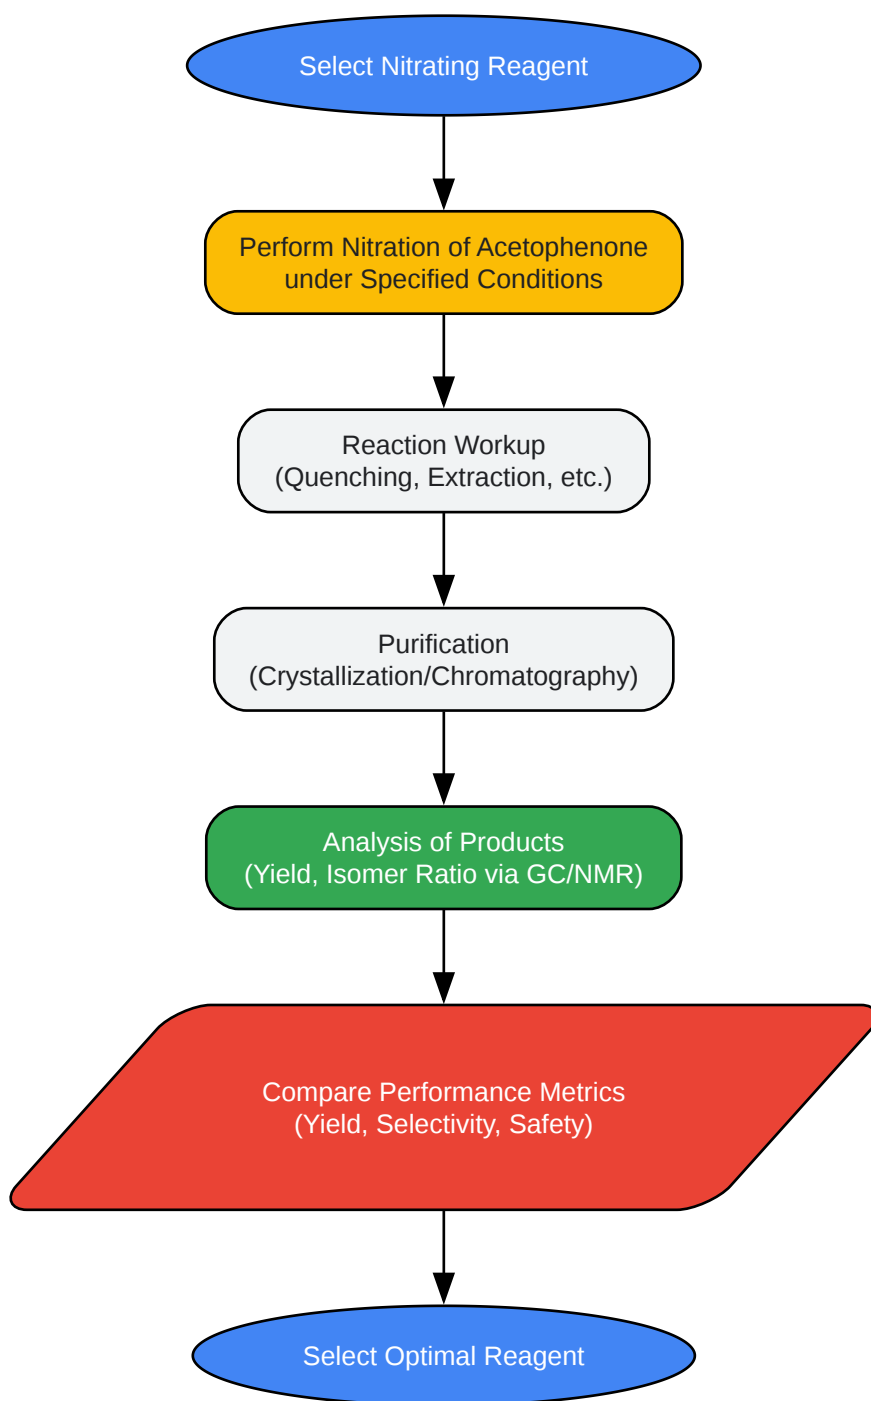 Select Nitrating Reagent
Perform Nitration of Acetophenone
under Specified Conditions
Reaction Workup
(Quenching, Extraction, etc.)
Purification
(Crystallization/Chromatography)
Analysis of Products
(Yield, Isomer Ratio via GC/NMR)
Compare Performance Metrics
(Yield, Selectivity, Safety)
Select Optimal Reagent